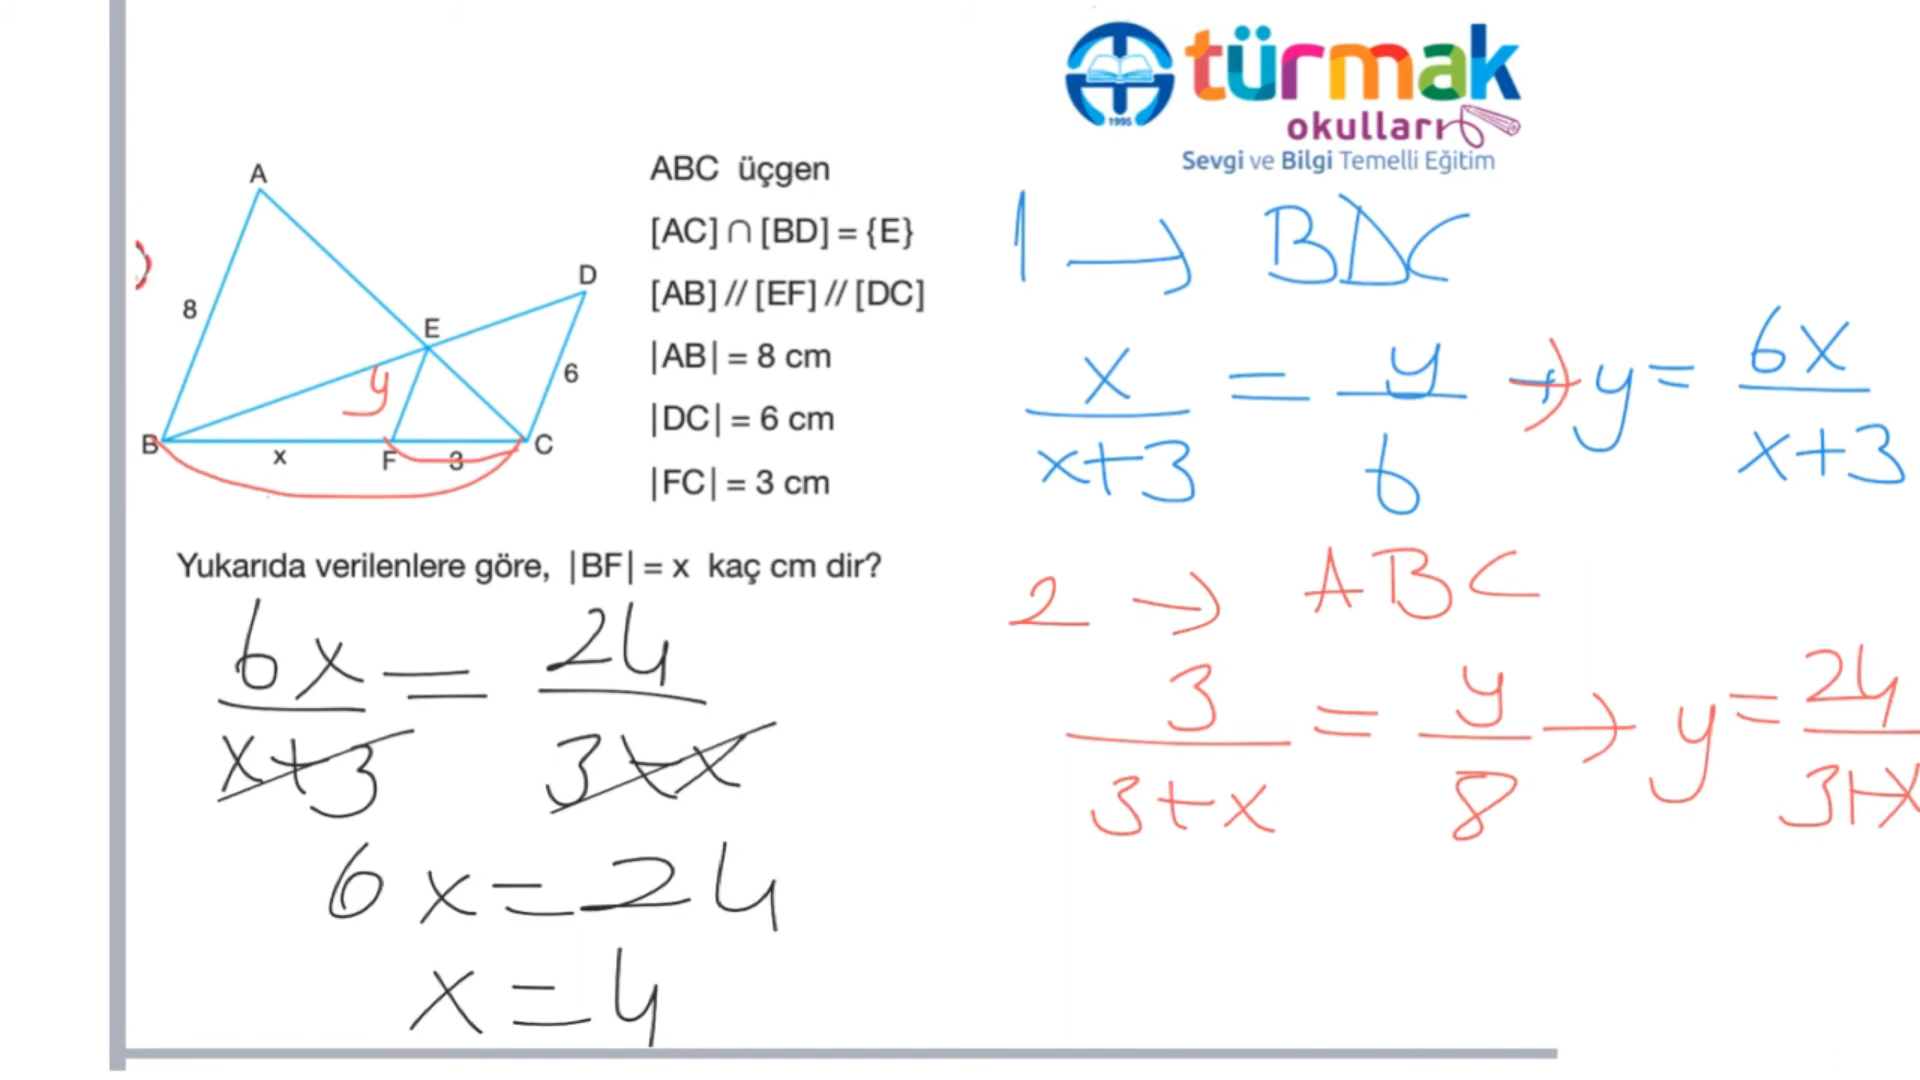 türmak
okulları
1995
Sevgi ve Bilgi Temelli Eğitim
A
8
D
E
6
y
B
x
F
3
C
ABC üçgen
[AC] ∩ [BD] = {E}
[AB] // [EF] // [DC]
|AB| = 8 cm
|DC| = 6 cm
|FC| = 3 cm
Yukarıda verilenlere göre, |BF| = x kaç cm dir?
6x/x+3 = 24/3+x
6x=24
x=4
1 → BDC
x/x+3 = y/6 → y = 6x/x+3
2 → ABC
3/3+x = y/8 → y = 24/3+x